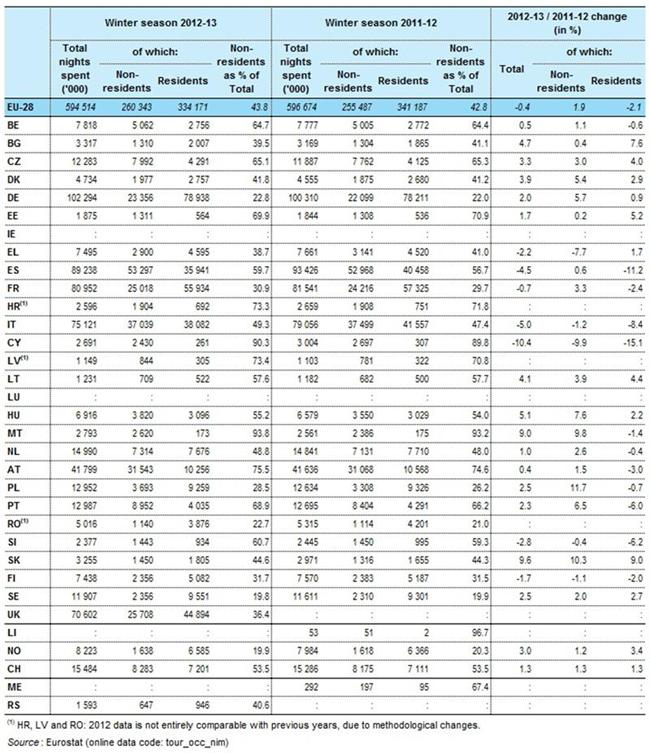 Winter season 2012-13 Winter season 2011-12 2012-13 / 2011-12 change (in %)
Total nights spent ('000) of which: Non-residents as % of Total Total nights spent ('000) of which: Non-residents as % of Total Total of which:
Non-residents Residents Non-residents Residents Non-residents Residents
EU-28 594 514 260 343 334 171 43.8 596 674 255 487 341 187 42.8 -0.4 1.9 -2.1
BE 7 818 5 062 2 756 64.7 7 777 5 005 2 772 64.4 0.5 1.1 -0.6
BG 3 317 1 310 2 007 39.5 3 169 1 304 1 865 41.1 4.7 0.4 7.6
CZ 12 283 7 992 4 291 65.1 11 887 7 762 4 125 65.3 3.3 3.0 4.0
DK 4 734 1 977 2 757 41.8 4 555 1 875 2 680 41.2 3.9 5.4 2.9
DE 102 294 23 356 78 938 22.8 100 310 22 099 78 211 22.0 2.0 5.7 0.9
EE 1 875 1 311 564 69.9 1 844 1 308 536 70.9 1.7 0.2 5.2
IE : : : : : : : : : : :
EL 7 495 2 900 4 595 38.7 7 661 3 141 4 520 41.0 -2.2 -7.7 1.7
ES 89 238 53 297 35 941 59.7 93 426 52 968 40 458 56.7 -4.5 0.6 -11.2
FR 80 952 25 018 55 934 30.9 81 541 24 216 57 325 29.7 -0.7 3.3 -2.4
HR(1) 2 596 1 904 692 73.3 2 659 1 908 751 71.8 : : :
IT 75 121 37 039 38 082 49.3 79 056 37 499 41 557 47.4 -5.0 -1.2 -8.4
CY 2 691 2 430 261 90.3 3 004 2 697 307 89.8 -10.4 -9.9 -15.1
LV(1) 1 149 844 305 73.4 1 103 781 322 70.8 : : :
LT 1 231 709 522 57.6 1 182 682 500 57.7 4.1 3.9 4.4
LU : : : : : : : : : : :
HU 6 916 3 820 3 096 55.2 6 579 3 550 3 029 54.0 5.1 7.6 2.2
MT 2 793 2 620 173 93.8 2 561 2 386 175 93.2 9.0 9.8 -1.4
NL 14 990 7 314 7 676 48.8 14 841 7 131 7 710 48.0 1.0 2.6 -0.4
AT 41 799 31 543 10 256 75.5 41 636 31 068 10 568 74.6 0.4 1.5 -3.0
PL 12 952 3 693 9 259 28.5 12 634 3 308 9 326 26.2 2.5 11.7 -0.7
PT 12 987 8 952 4 035 68.9 12 695 8 404 4 291 66.2 2.3 6.5 -6.0
RO(1) 5 016 1 140 3 876 22.7 5 315 1 114 4 201 21.0 : : :
SI 2 377 1 443 934 60.7 2 445 1 450 995 59.3 -2.8 -0.4 -6.2
SK 3 255 1 450 1 805 44.6 2 971 1 316 1 655 44.3 9.6 10.3 9.0
FI 7 438 2 356 5 082 31.7 7 570 2 383 5 187 31.5 -1.7 -1.1 -2.0
SE 11 907 2 356 9 551 19.8 11 611 2 310 9 301 19.9 2.5 2.0 2.7
UK 70 602 25 708 44 894 36.4 : : : : : : :
LI : : : : 53 51 2 96.7 : : :
NO 8 223 1 638 6 585 19.9 7 984 1 618 6 366 20.3 3.0 1.2 3.4
CH 15 484 8 283 7 201 53.5 15 286 8 175 7 111 53.5 1.3 1.3 1.3
ME : : : : 292 197 95 67.4 : : :
RS 1 593 647 946 40.6 : : : : : : :
(1) HR, LV and RO: 2012 data is not entirely comparable with previous years, due to methodological changes.
Source : Eurostat (online data code: tour_occ_nim)